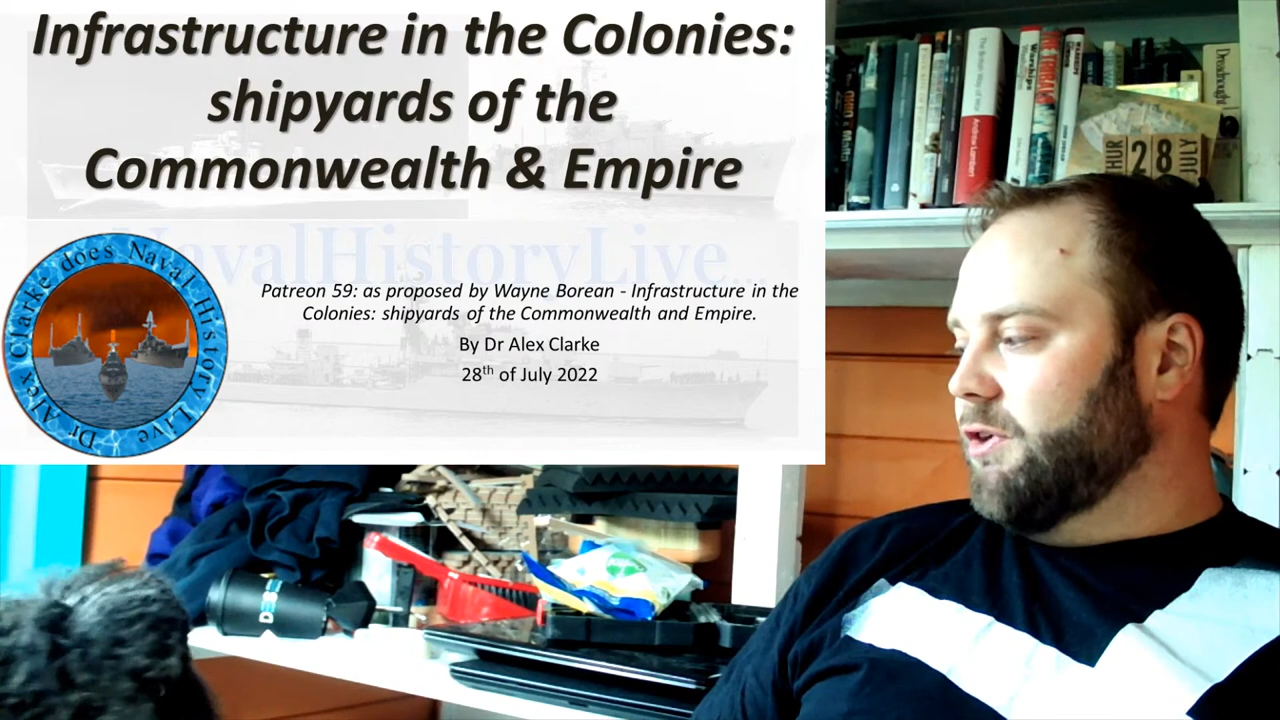 Infrastructure in the Colonies:
shipyards of the
Commonwealth & Empire
NavalHistoryLive...
Patreon 59: as proposed by Wayne Borean - Infrastructure in the
Colonies: shipyards of the Commonwealth and Empire.
By Dr Alex Clarke
28th of July 2022
Dr Alex Clarke does Naval History Live
Andrew Lambert
Warships
Dreadnought
THUR
28
JULY